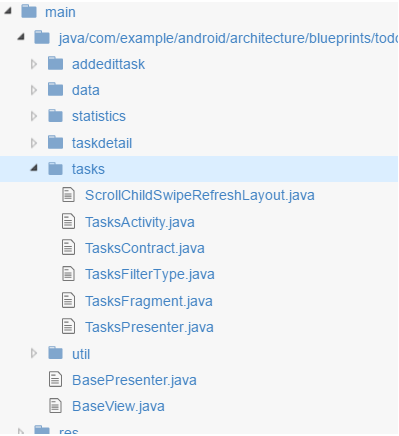 main
java/com/example/android/architecture/blueprints/todo
addedittask
data
statistics
taskdetail
tasks
ScrollChildSwipeRefreshLayout.java
TasksActivity.java
TasksContract.java
TasksFilterType.java
TasksFragment.java
TasksPresenter.java
util
BasePresenter.java
BaseView.java
res